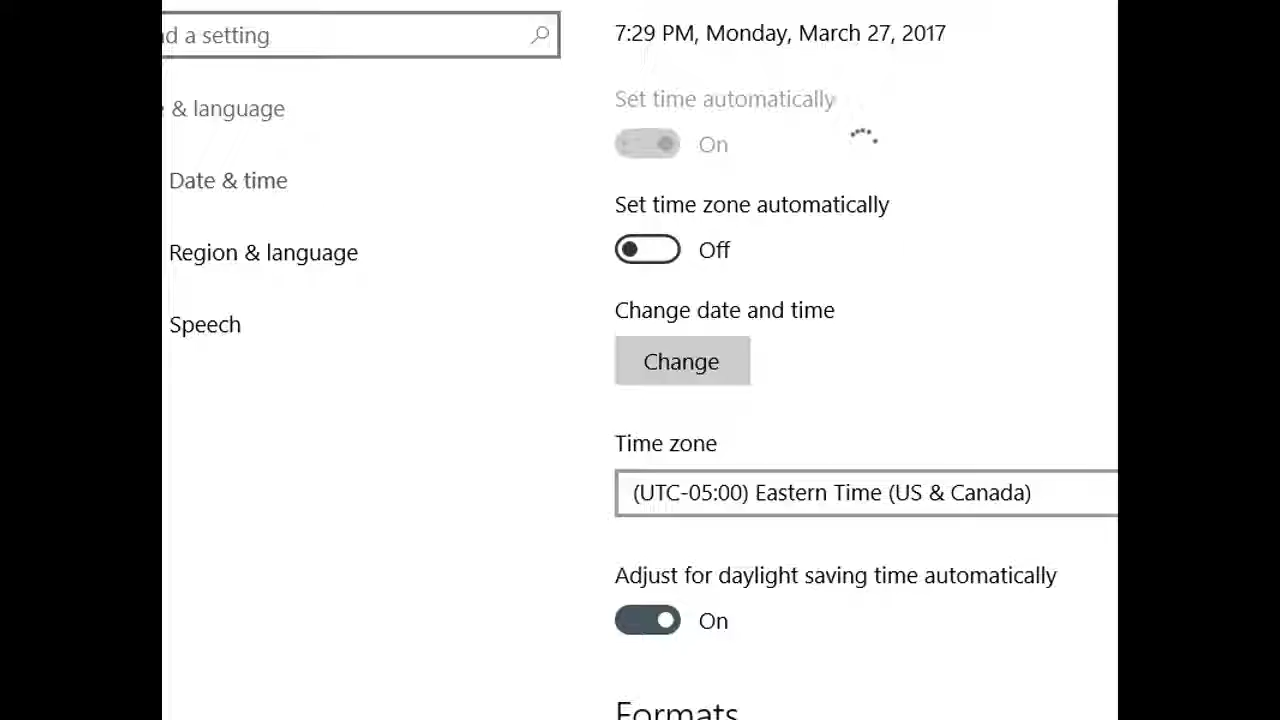 d a setting
& language
Date & time
Region & language
Speech
7:29 PM, Monday, March 27, 2017
Set time automatically
On
Set time zone automatically
Off
Change date and time
Change
Time zone
(UTC-05:00) Eastern Time (US & Canada)
Adjust for daylight saving time automatically
On
Formats